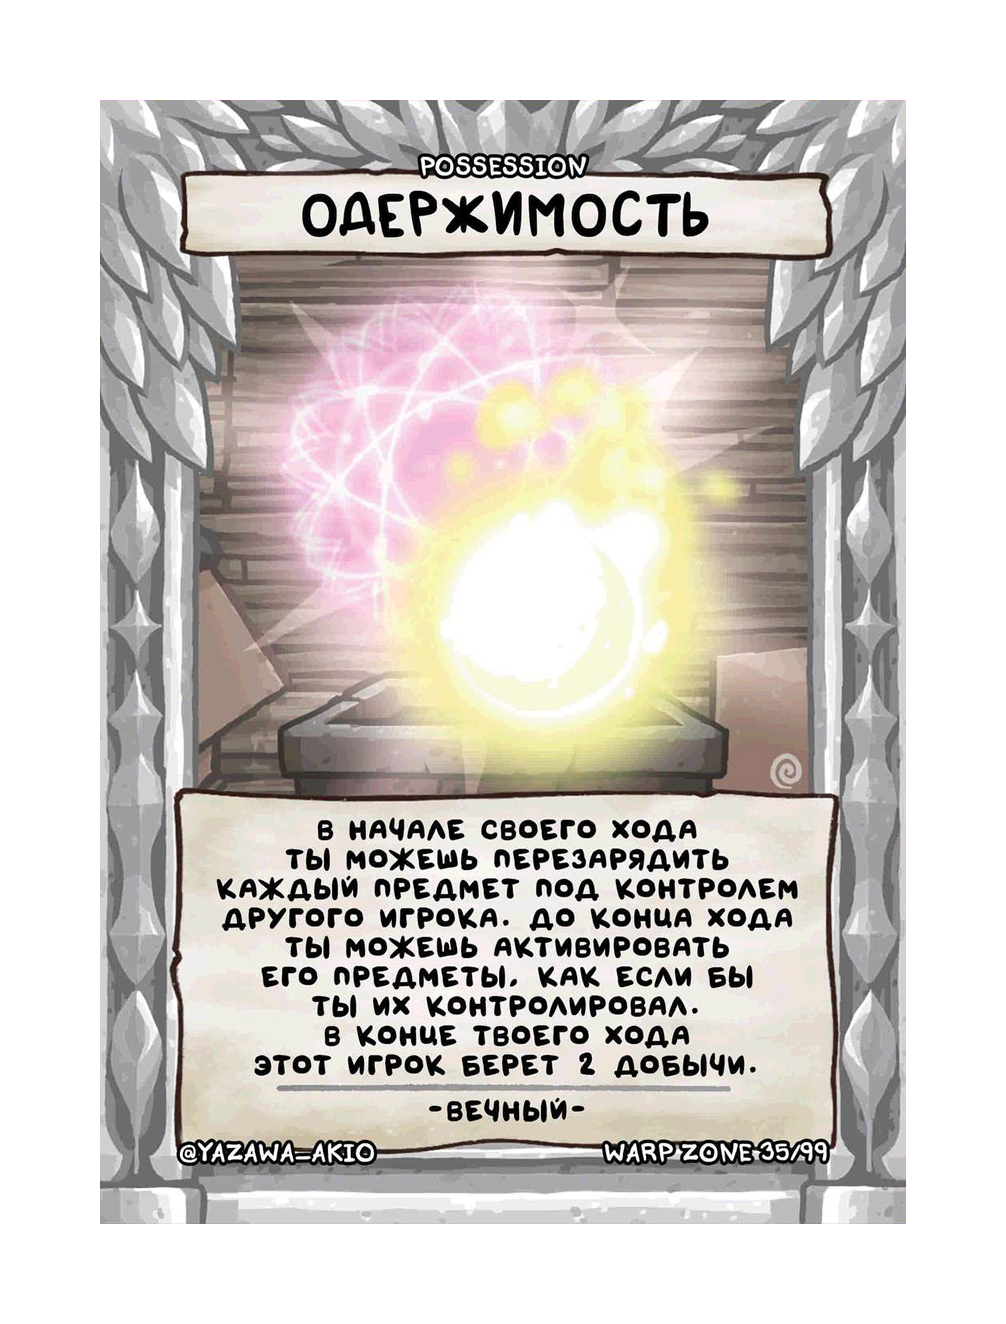 POSSESSION
ОДЕРЖИМОСТЬ
В НАЧАЛЕ СВОЕГО ХОДА
ТЫ МОЖЕШЬ ПЕРЕЗАРЯДИТЬ
КАЖДЫЙ ПРЕДМЕТ ПОД КОНТРОЛЕМ
ДРУГОГО ИГРОКА. ДО КОНЦА ХОДА
ТЫ МОЖЕШЬ АКТИВИРОВАТЬ
ЕГО ПРЕДМЕТЫ, КАК ЕСЛИ БЫ
ТЫ ИХ КОНТРОЛИРОВАЛ.
В КОНЦЕ ТВОЕГО ХОДА
ЭТОТ ИГРОК БЕРЕТ 2 ДОБЫЧИ.
-ВЕЧНЫЙ-
@YAZAWA_AKIO WARP ZONE 35/99